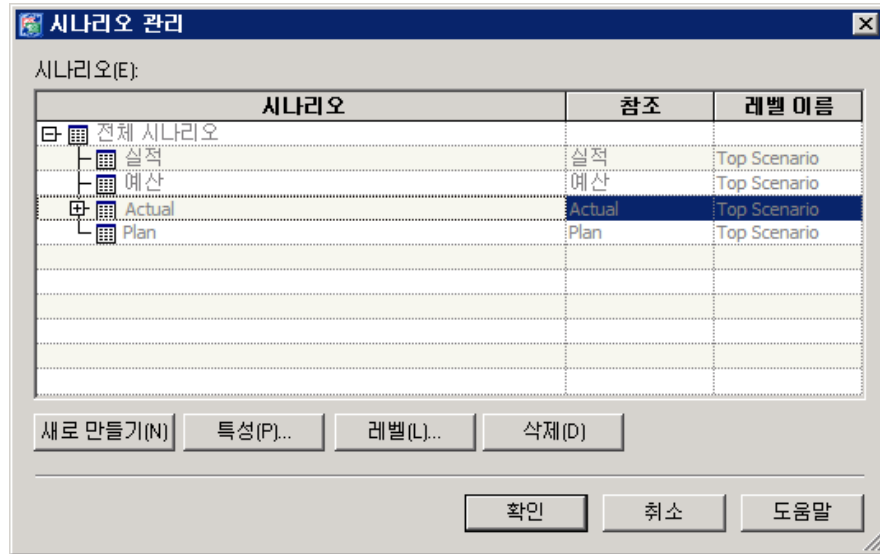 시나리오 관리
시나리오(E):
시나리오 참조 레벨 이름
전체 시나리오
실적 실적 Top Scenario
예산 예산 Top Scenario
Actual Actual Top Scenario
Plan Plan Top Scenario
새로 만들기(N) 특성(P)... 레벨(L)... 삭제(D)
확인 취소 도움말